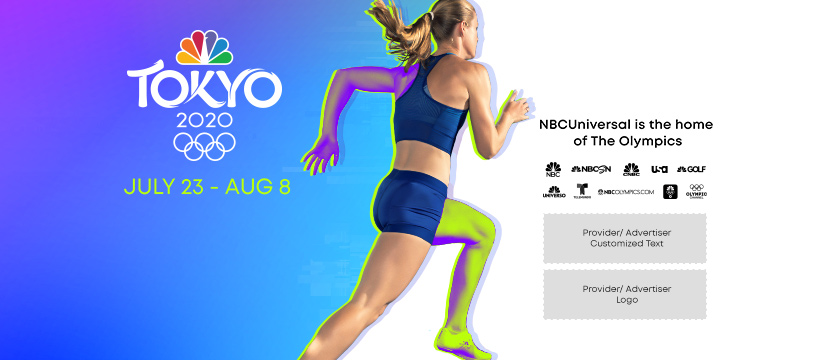 TOKYO
2020
JULY 23 - AUG 8
NBCUniversal is the home
of The Olympics
NBC
NBCSN
CNBC
USA
GOLF
UNIVERSO
TELEMUNDO
NBCOLYMPICS.COM
OLYMPIC
CHANNEL
Provider/ Advertiser
Customized Text
Provider/ Advertiser
Logo